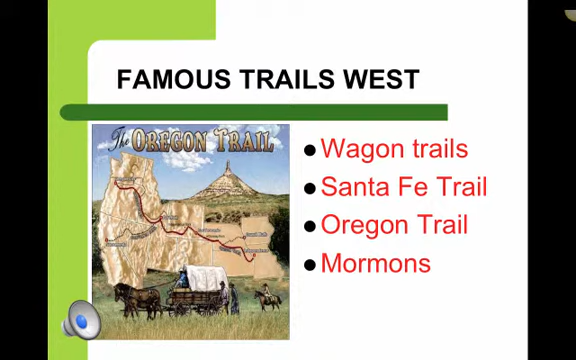 FAMOUS TRAILS WEST
The OREGON TRAIL
Wagon trails
Santa Fe Trail
Oregon Trail
Mormons